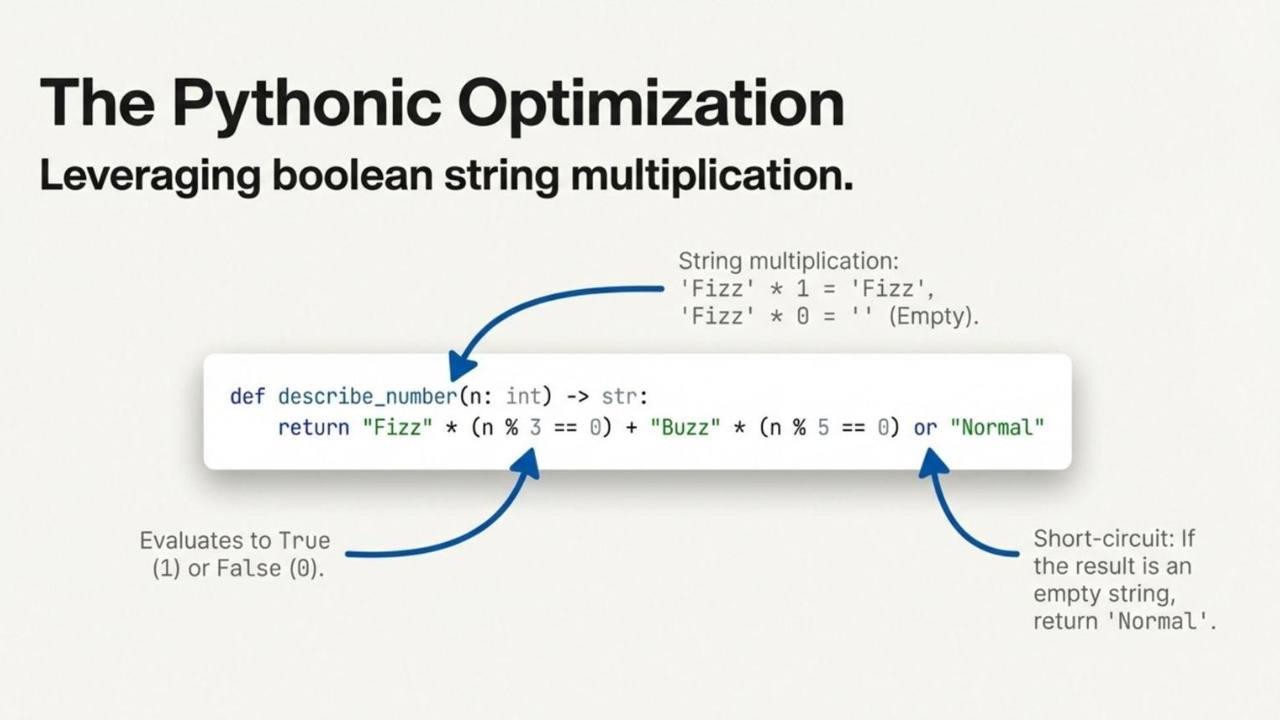 The Pythonic Optimization
Leveraging boolean string multiplication.
String multiplication:
'Fizz' * 1 = 'Fizz',
'Fizz' * 0 = '' (Empty).
def describe_number(n: int) -> str:
    return "Fizz" * (n % 3 == 0) + "Buzz" * (n % 5 == 0) or "Normal"
Evaluates to True
(1) or False (0).
Short-circuit: If
the result is an
empty string,
return 'Normal'.